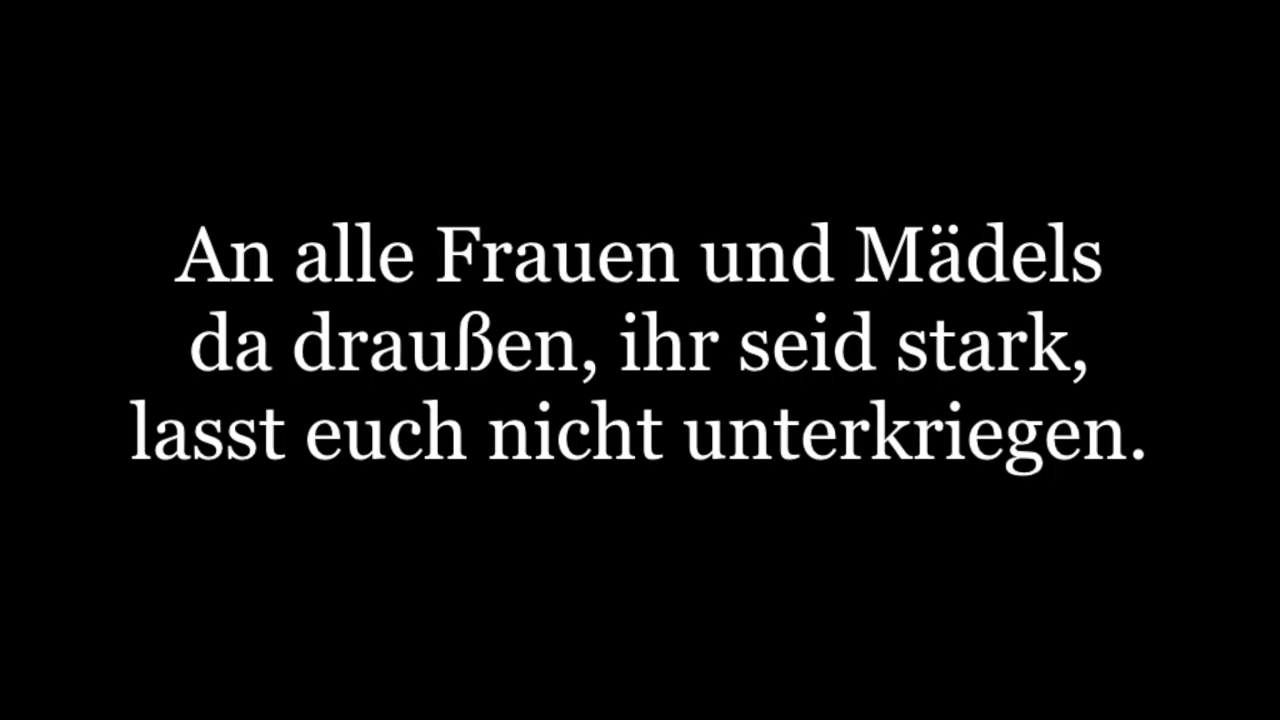 An alle Frauen und Mädels
da draußen, ihr seid stark,
lasst euch nicht unterkriegen.